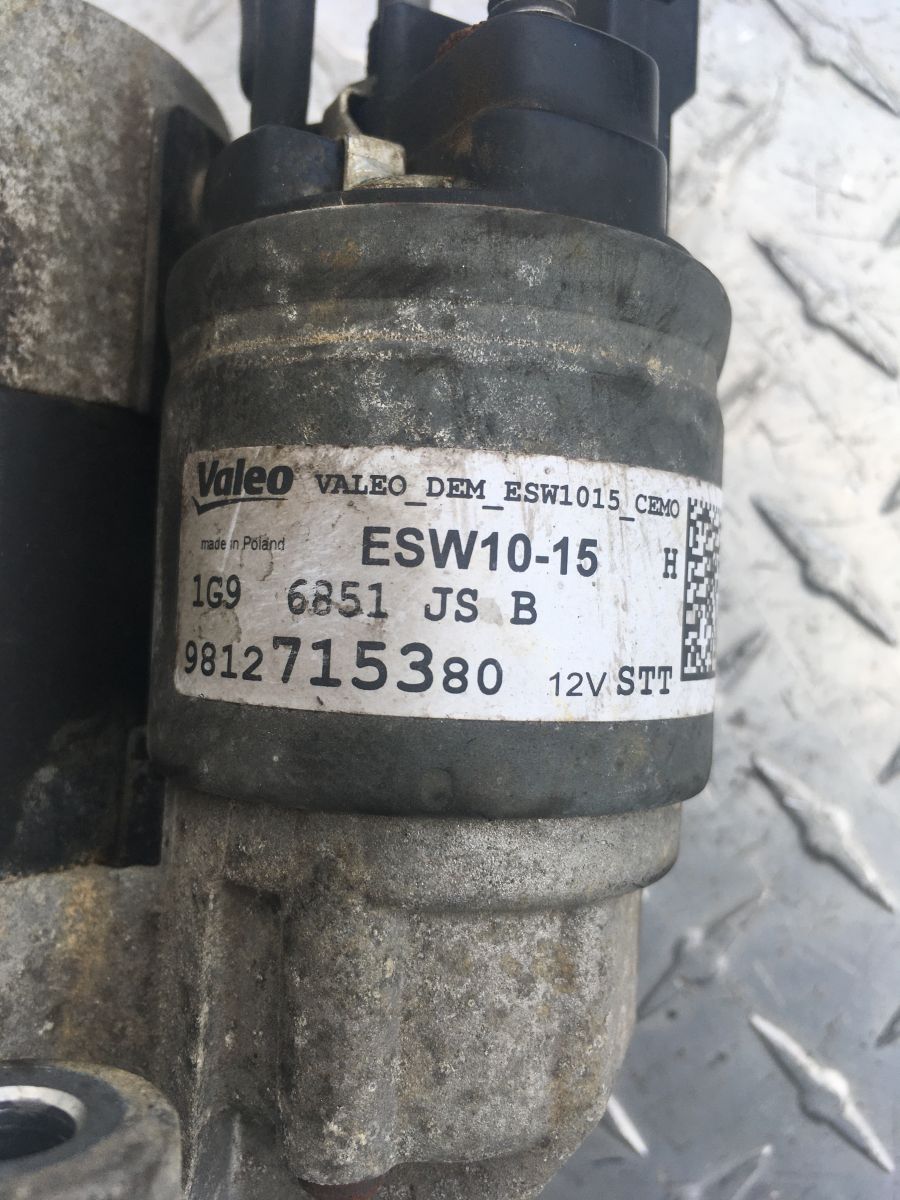 Valeo VALEO_DEM_ESW1015_CEMO
made in Poland ESW10-15 H
1G9 6851 JS B
9812715380 12V STT